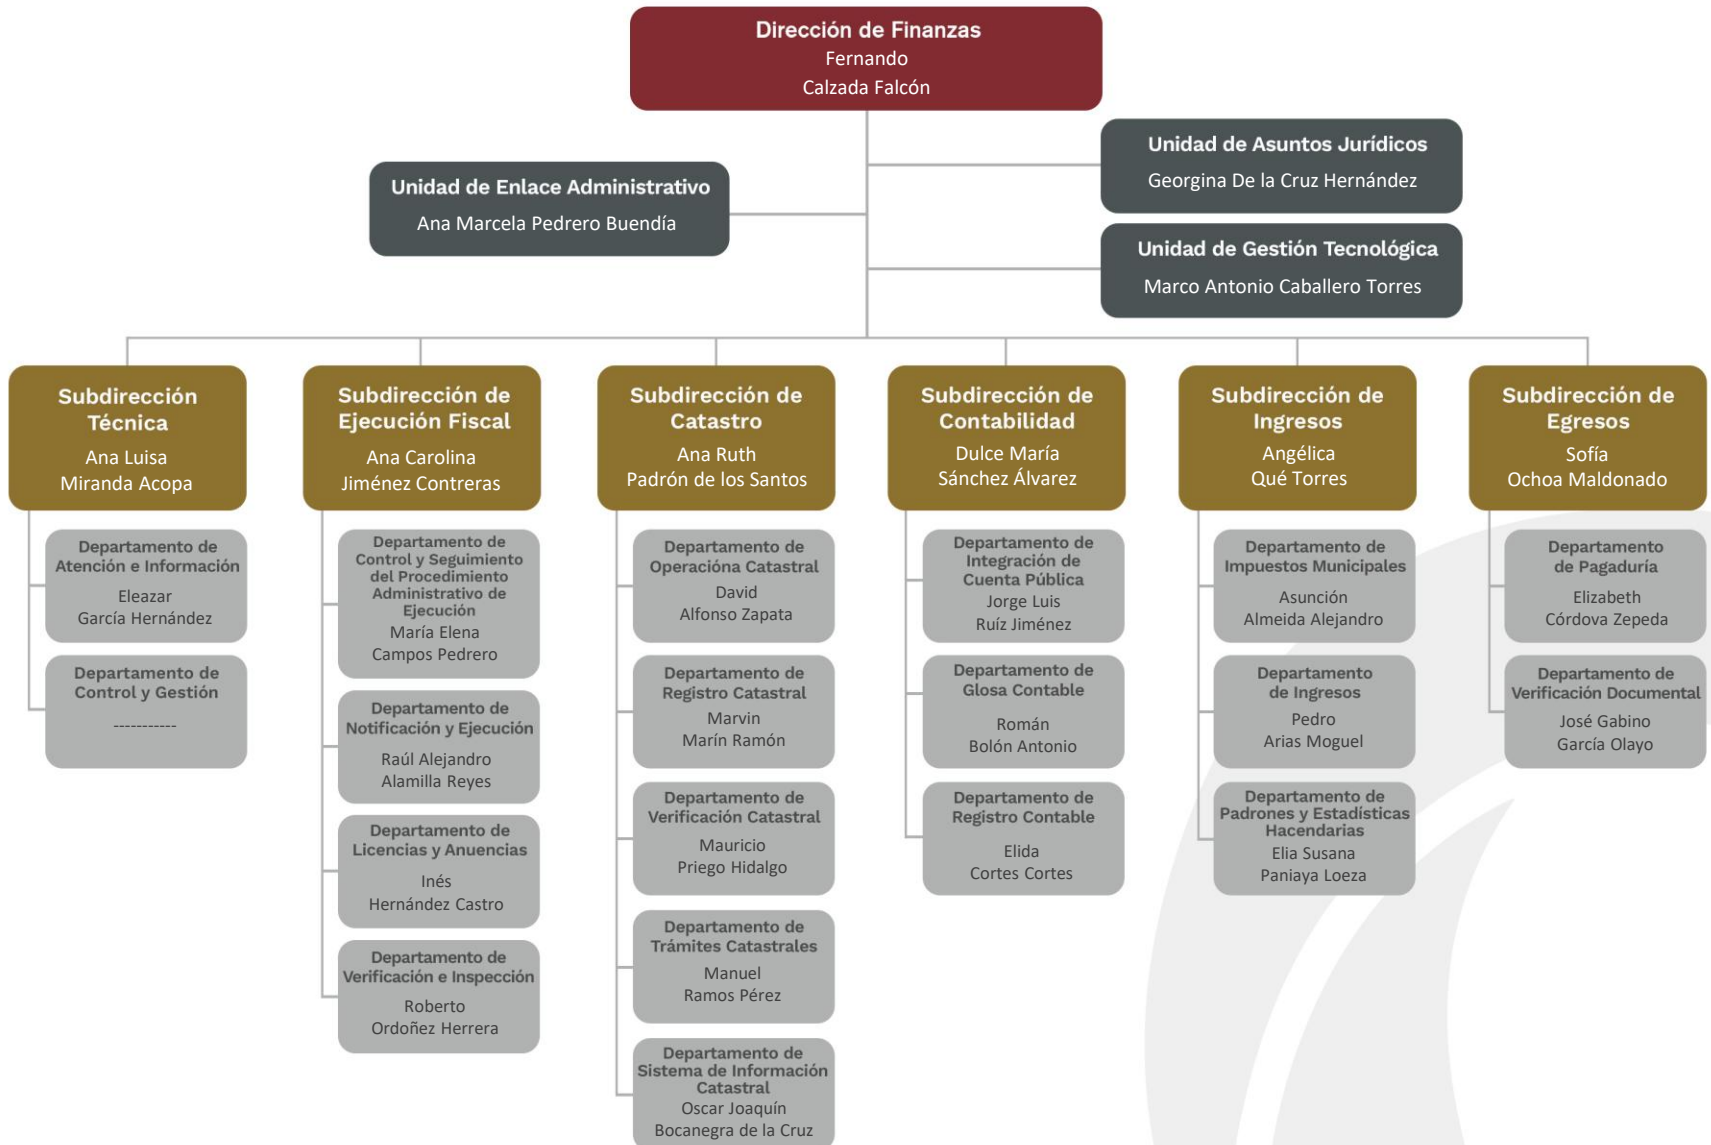 Dirección de Finanzas
Fernando
Calzada Falcón
Unidad de Asuntos Jurídicos
Georgina De la Cruz Hernández
Unidad de Enlace Administrativo
Ana Marcela Pedrero Buendía
Unidad de Gestión Tecnológica
Marco Antonio Caballero Torres
Subdirección
Técnica
Ana Luisa
Miranda Acopa
Departamento de
Atención e Información
Eleazar
García Hernández
Departamento de
Control y Gestión
-----------
Subdirección de
Ejecución Fiscal
Ana Carolina
Jiménez Contreras
Departamento de
Control y Seguimiento
del Procedimiento
Administrativo de
Ejecución
María Elena
Campos Pedrero
Departamento de
Notificación y Ejecución
Raúl Alejandro
Alamilla Reyes
Departamento de
Licencias y Anuencias
Inés
Hernández Castro
Departamento de
Verificación e Inspección
Roberto
Ordoñez Herrera
Subdirección de
Catastro
Ana Ruth
Padrón de los Santos
Departamento de
Operacióna Catastral
David
Alfonso Zapata
Departamento de
Registro Catastral
Marvin
Marín Ramón
Departamento de
Verificación Catastral
Mauricio
Priego Hidalgo
Departamento de
Trámites Catastrales
Manuel
Ramos Pérez
Departamento de
Sistema de Información
Catastral
Oscar Joaquín
Bocanegra de la Cruz
Subdirección de
Contabilidad
Dulce María
Sánchez Álvarez
Departamento de
Integración de
Cuenta Pública
Jorge Luis
Ruíz Jiménez
Departamento de
Glosa Contable
Román
Bolón Antonio
Departamento de
Registro Contable
Elida
Cortes Cortes
Subdirección de
Ingresos
Angélica
Qué Torres
Departamento de
Impuestos Municipales
Asunción
Almeida Alejandro
Departamento
de Ingresos
Pedro
Arias Moguel
Departamento de
Padrones y Estadísticas
Hacendarias
Elia Susana
Paniaya Loeza
Subdirección de
Egresos
Sofía
Ochoa Maldonado
Departamento
de Pagaduría
Elizabeth
Córdova Zepeda
Departamento de
Verificación Documental
José Gabino
García Olayo